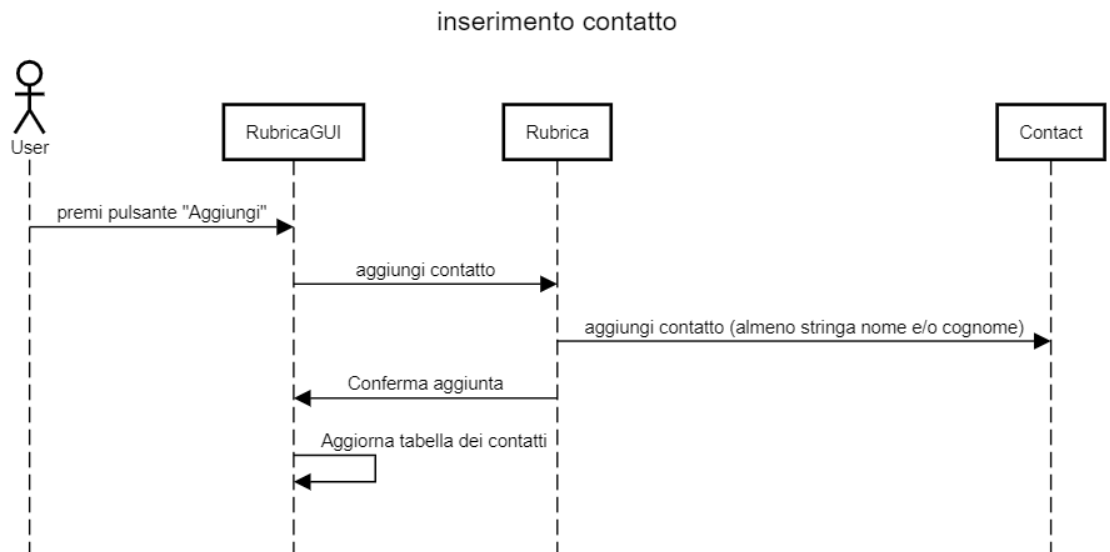 inserimento contatto
User
RubricaGUI
Rubrica
Contact
premi pulsante "Aggiungi"
aggiungi contatto
aggiungi contatto (almeno stringa nome e/o cognome)
Conferma aggiunta
Aggiorna tabella dei contatti